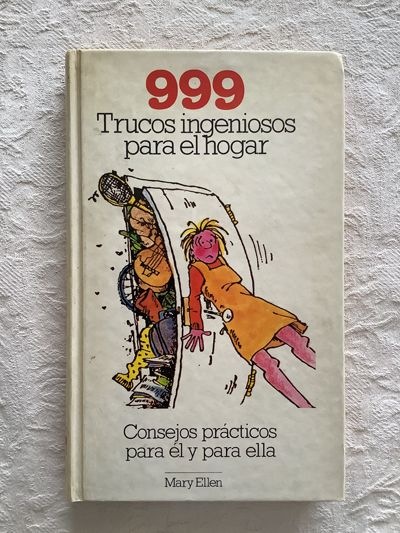 999
Trucos ingeniosos
para el hogar
Consejos prácticos
para él y para ella
Mary Ellen